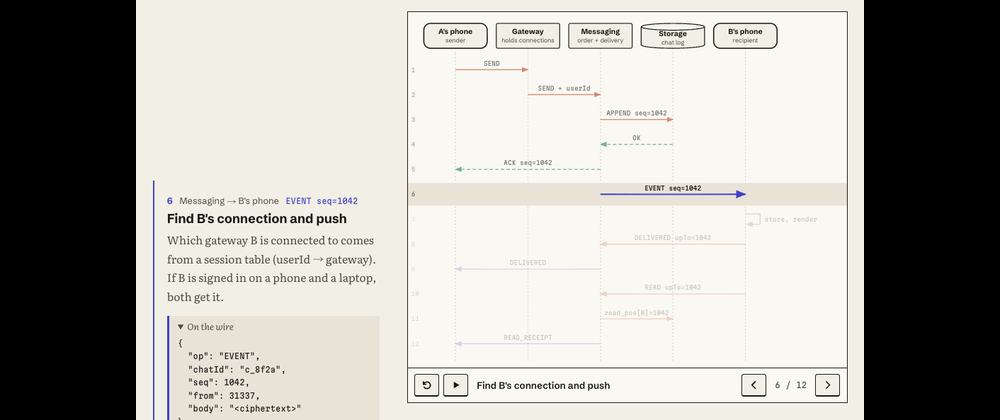 6 Messaging → B's phone EVENT seq=1042
Find B's connection and push
Which gateway B is connected to comes
from a session table (userId → gateway).
If B is signed in on a phone and a laptop,
both get it.
▼ On the wire
{
"op": "EVENT",
"chatId": "c_8f2a",
"seq": 1042,
"from": 31337,
"body": "<ciphertext>"
A's phone
sender
Gateway
holds connections
Messaging
order + delivery
Storage
chat log
B's phone
recipient
1 SEND
2 SEND + userId
3 APPEND seq=1042
4 OK
5 ACK seq=1042
6 EVENT seq=1042
7 store, render
8 DELIVERED upTo=1042
9 DELIVERED
10 READ upTo=1042
11 read_pos[B]=1042
12 READ_RECEIPT
Find B's connection and push
6 / 12